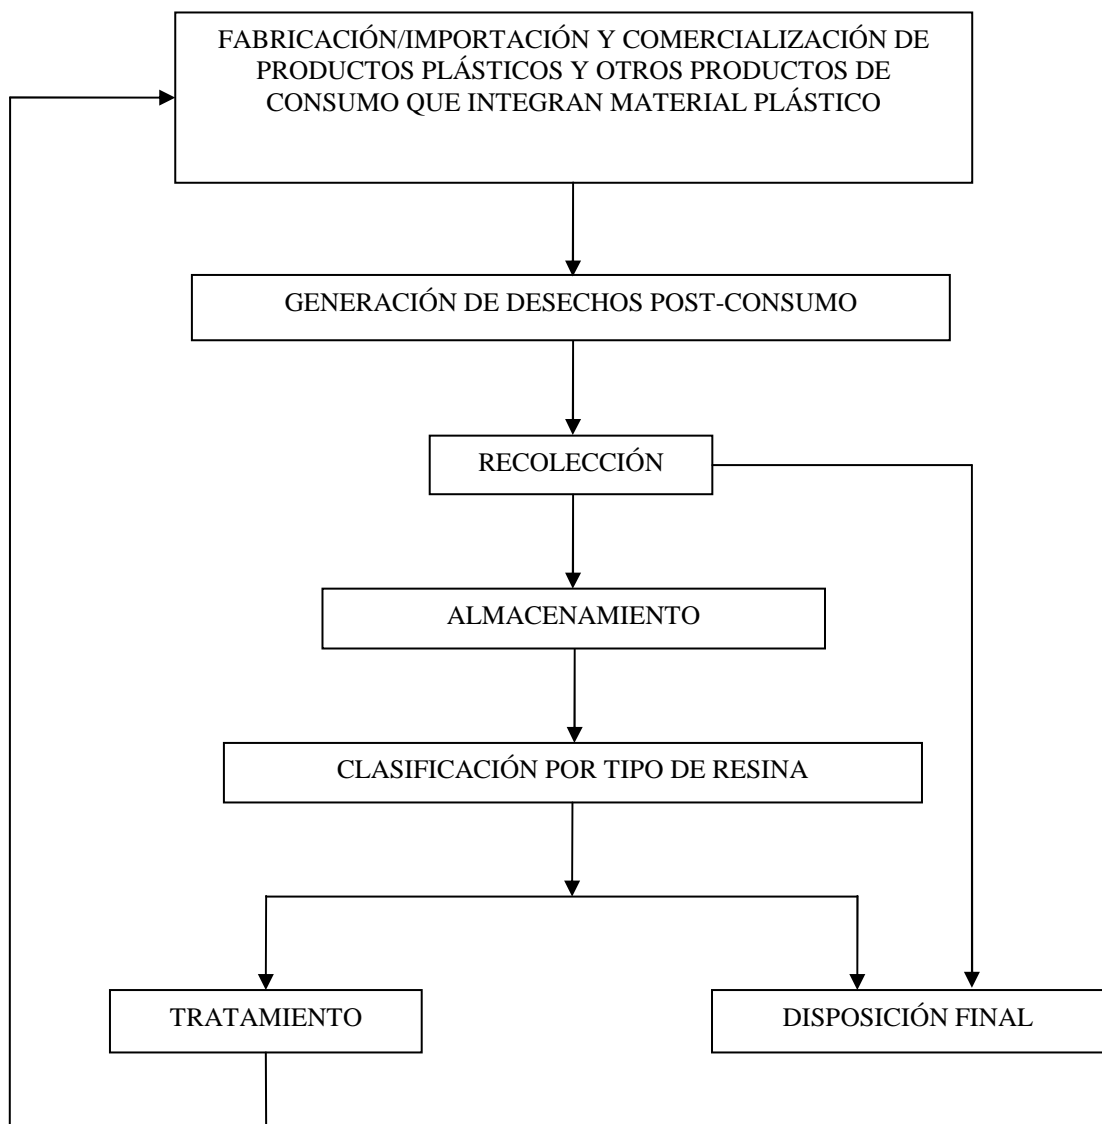 FABRICACIÓN/IMPORTACIÓN Y COMERCIALIZACIÓN DE
PRODUCTOS PLÁSTICOS Y OTROS PRODUCTOS DE
CONSUMO QUE INTEGRAN MATERIAL PLÁSTICO
GENERACIÓN DE DESECHOS POST-CONSUMO
RECOLECCIÓN
ALMACENAMIENTO
CLASIFICACIÓN POR TIPO DE RESINA
TRATAMIENTO
DISPOSICIÓN FINAL